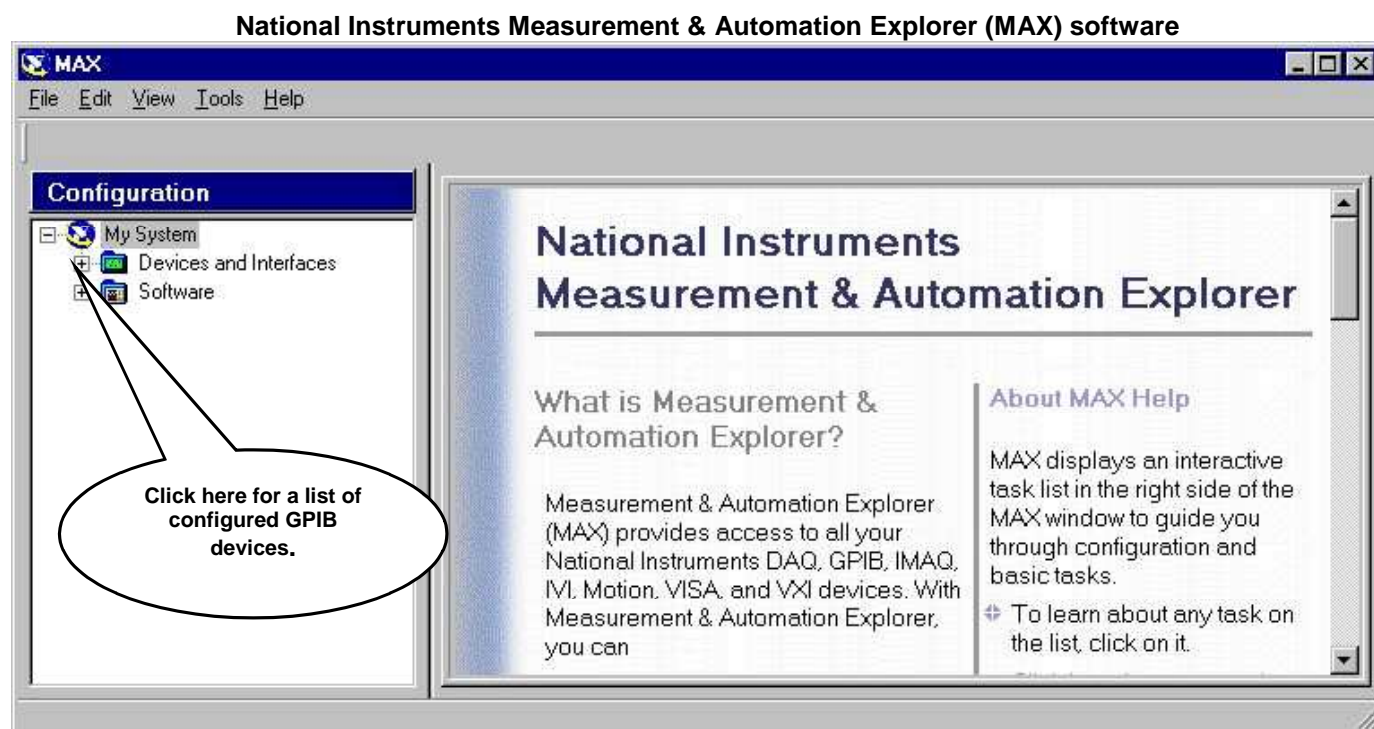 National Instruments Measurement & Automation Explorer (MAX) software
MAX
File Edit View Tools Help
Configuration
My System
Devices and Interfaces
Software
Click here for a list of
configured GPIB
devices.
National Instruments
Measurement & Automation Explorer
What is Measurement &
Automation Explorer?
Measurement & Automation Explorer
(MAX) provides access to all your
National Instruments DAQ, GPIB, IMAQ,
IVI, Motion, VISA, and VXI devices. With
Measurement & Automation Explorer,
you can
About MAX Help
MAX displays an interactive
task list in the right side of the
MAX window to guide you
through configuration and
basic tasks.
To learn about any task on
the list, click on it.